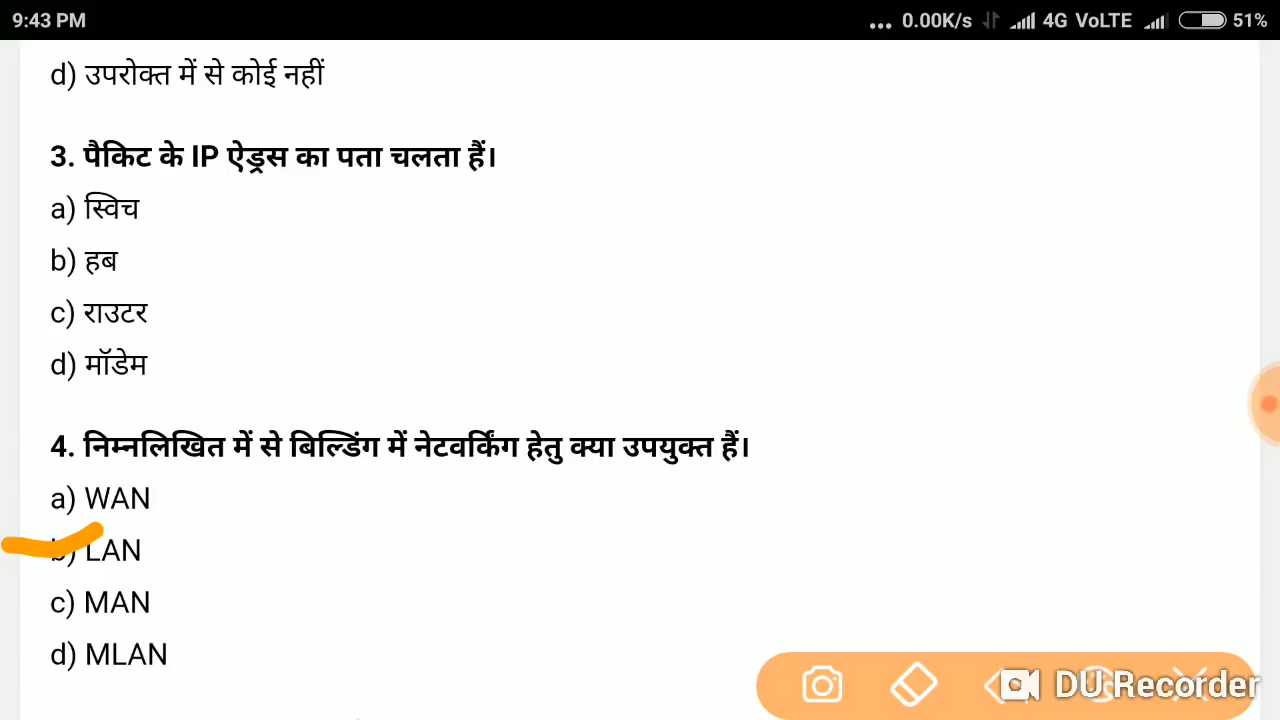 9:43 PM ... 0.00K/s 4G VoLTE 51%
d) उपरोक्त में से कोई नहीं
3. पैकिट के IP ऐड्रस का पता चलता हैं।
a) स्विच
b) हब
c) राउटर
d) मॉडेम
4. निम्नलिखित में से बिल्डिंग में नेटवर्किंग हेतु क्या उपयुक्त हैं।
a) WAN
b) LAN
c) MAN
d) MLAN
DU Recorder